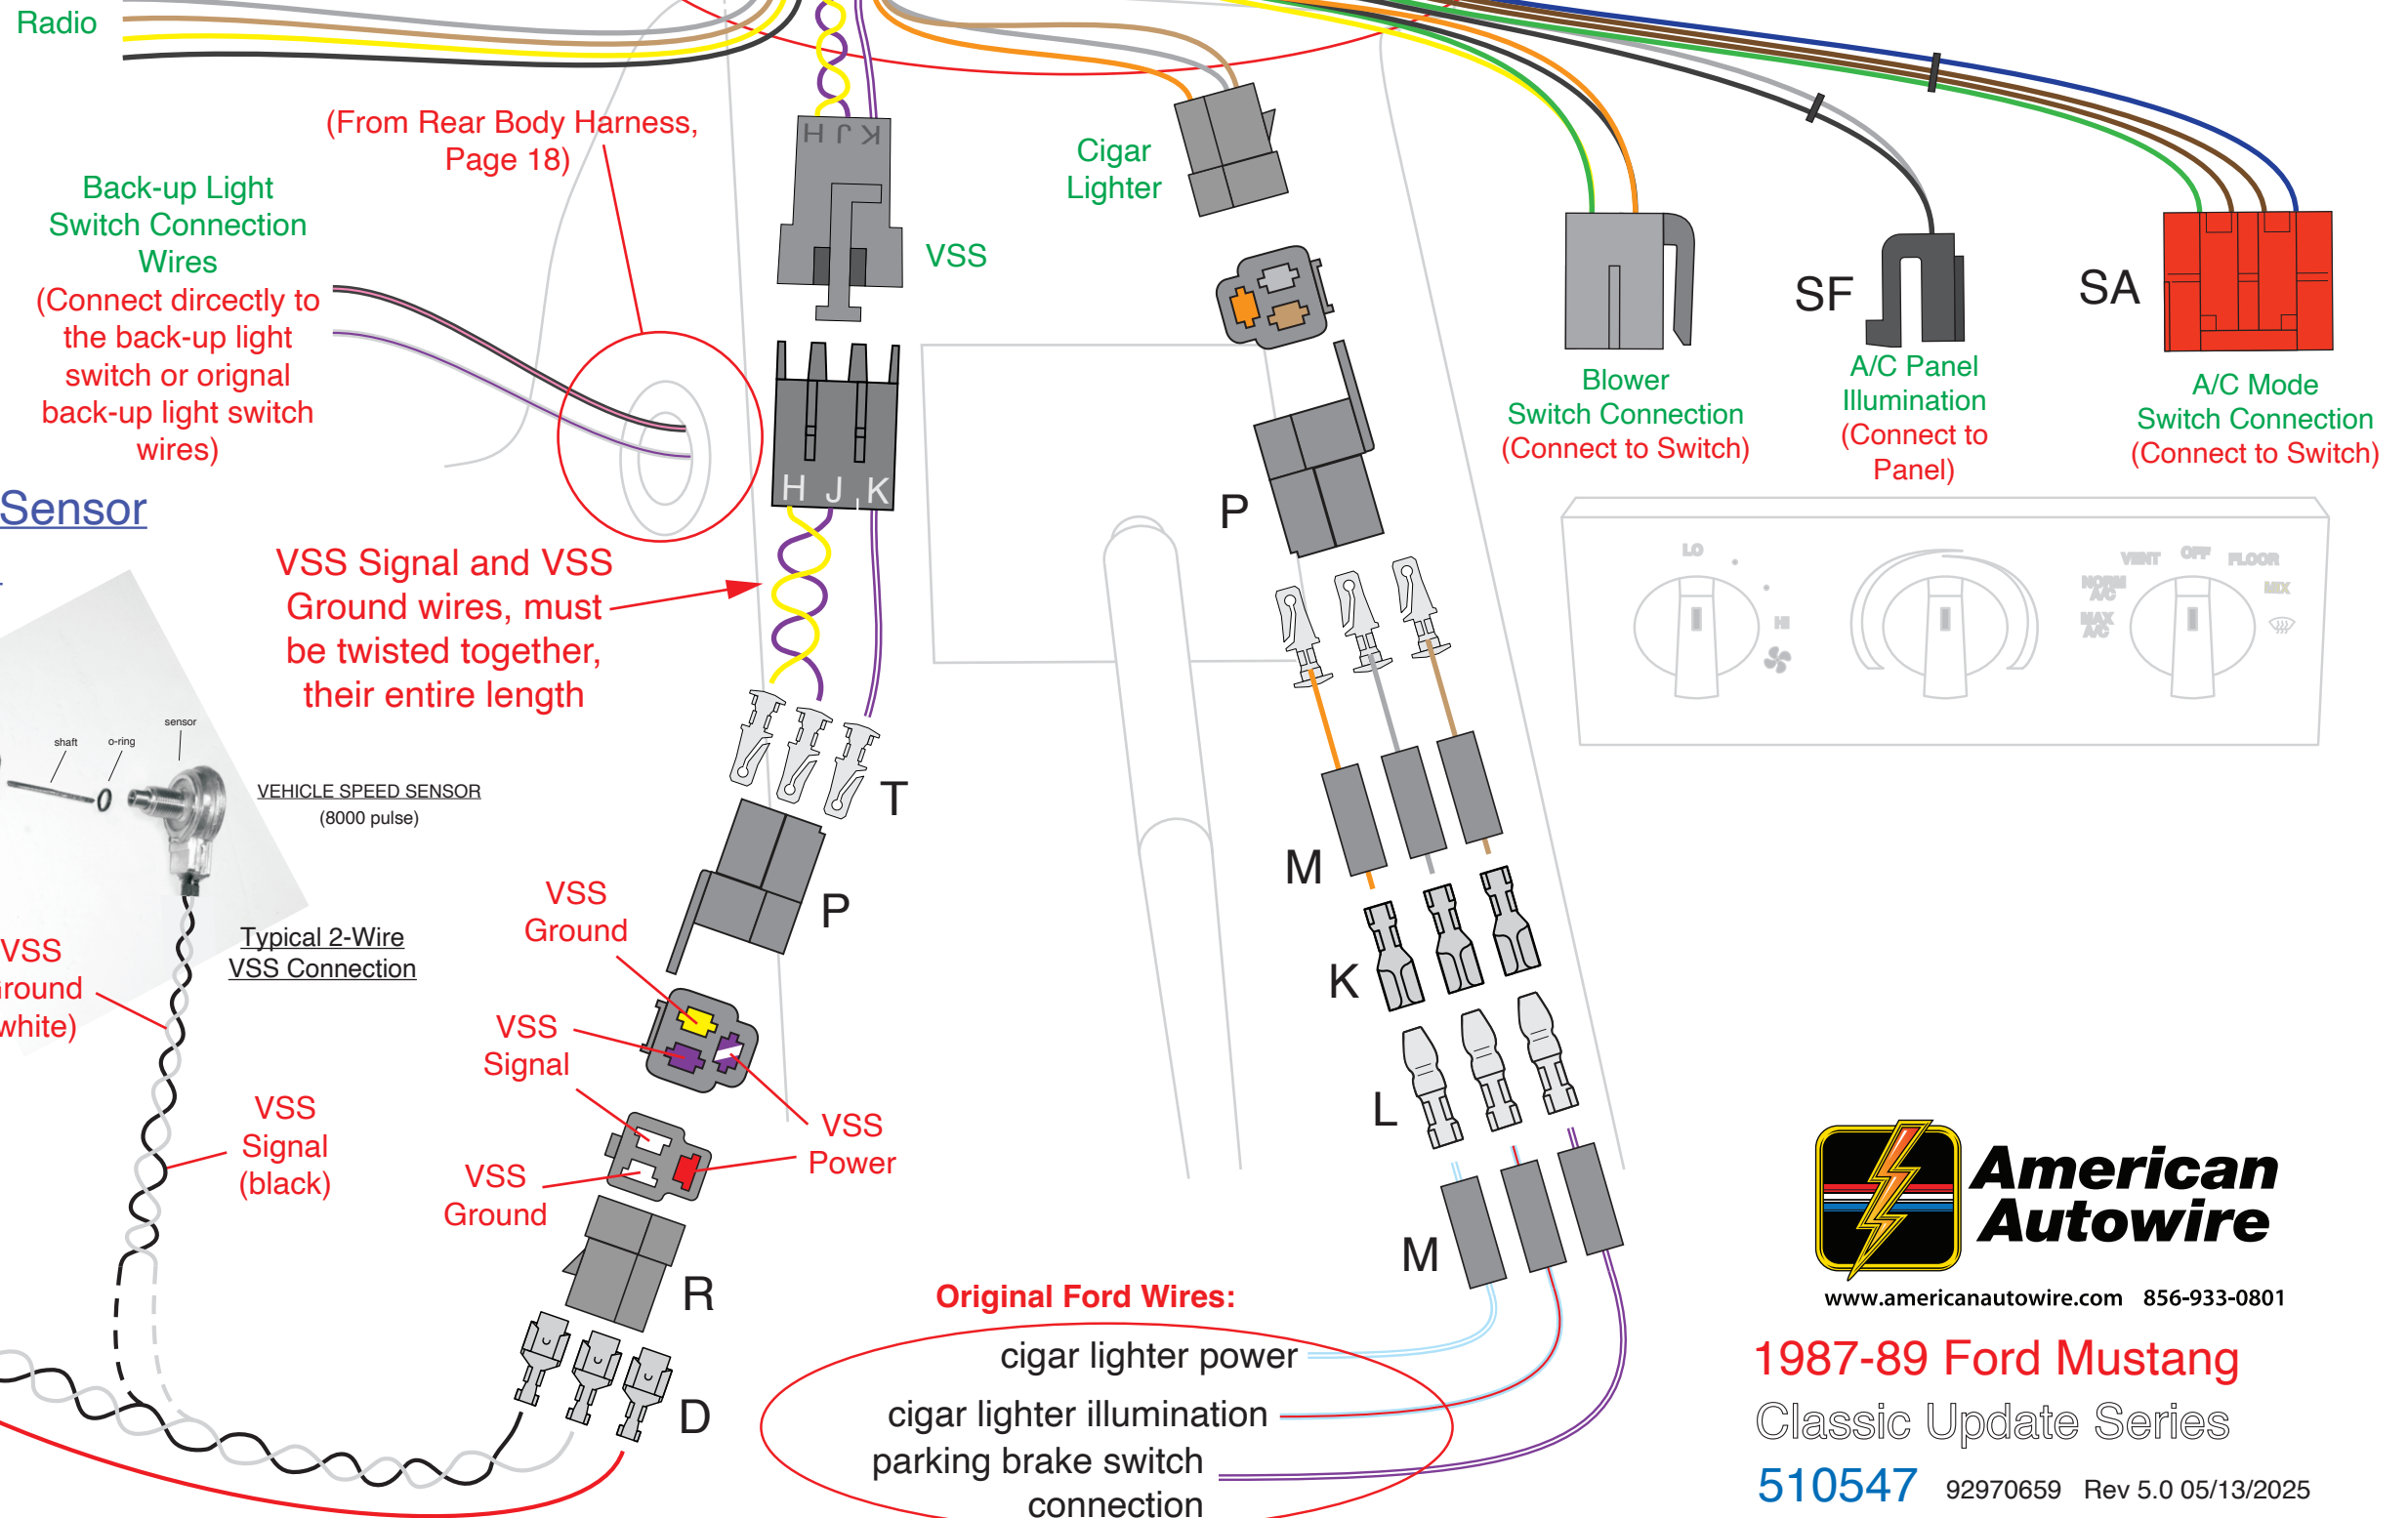 Radio
(From Rear Body Harness,
Page 18)
Back-up Light
Switch Connection
Wires
(Connect dircectly to
the back-up light
switch or orignal
back-up light switch
wires)
H J K
VSS
H J K
Cigar
Lighter
P
Blower
Switch Connection
(Connect to Switch)
SF
A/C Panel
Illumination
(Connect to
Panel)
SA
A/C Mode
Switch Connection
(Connect to Switch)
LO
HI
VENT
OFF
FLOOR
NORM
A/C
MIX
MAX
A/C
Sensor
VSS Signal and VSS
Ground wires, must
be twisted together,
their entire length
shaft
o-ring
sensor
VEHICLE SPEED SENSOR
(8000 pulse)
Typical 2-Wire
VSS Connection
VSS
round
white)
VSS
Signal
(black)
T
P
VSS
Ground
VSS
Signal
VSS
Power
VSS
Ground
R
D
M
K
L
M
Original Ford Wires:
cigar lighter power
cigar lighter illumination
parking brake switch
connection
American
Autowire
www.americanautowire.com 856-933-0801
1987-89 Ford Mustang
Classic Update Series
510547 92970659 Rev 5.0 05/13/2025